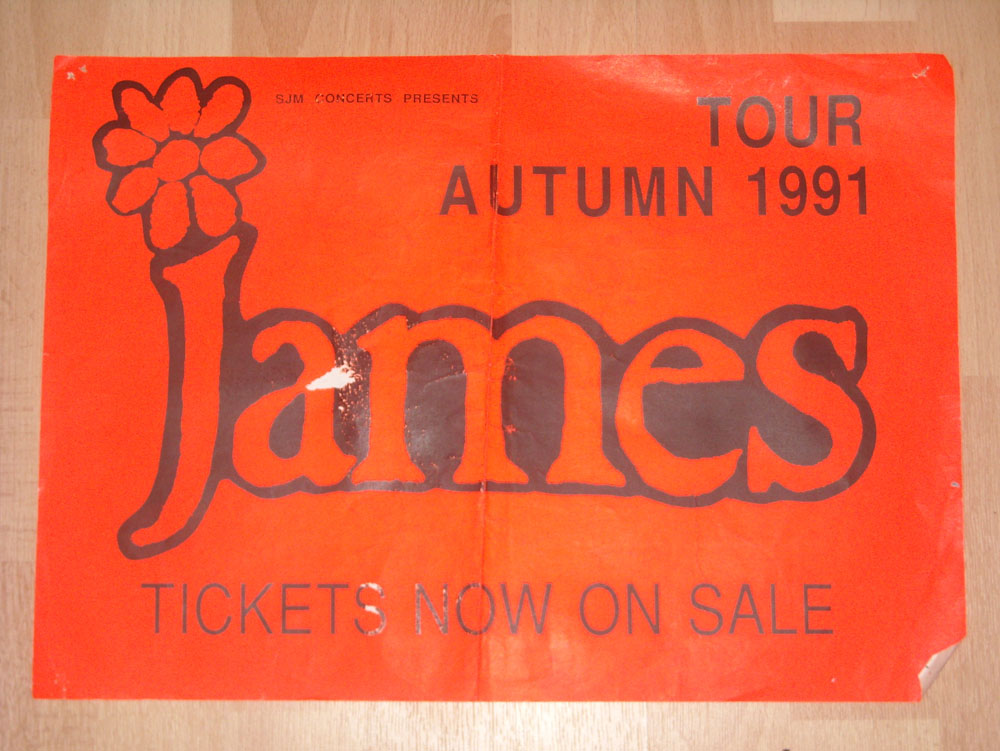 SJM CONCERTS PRESENTS
TOUR
AUTUMN 1991
James
TICKETS NOW ON SALE